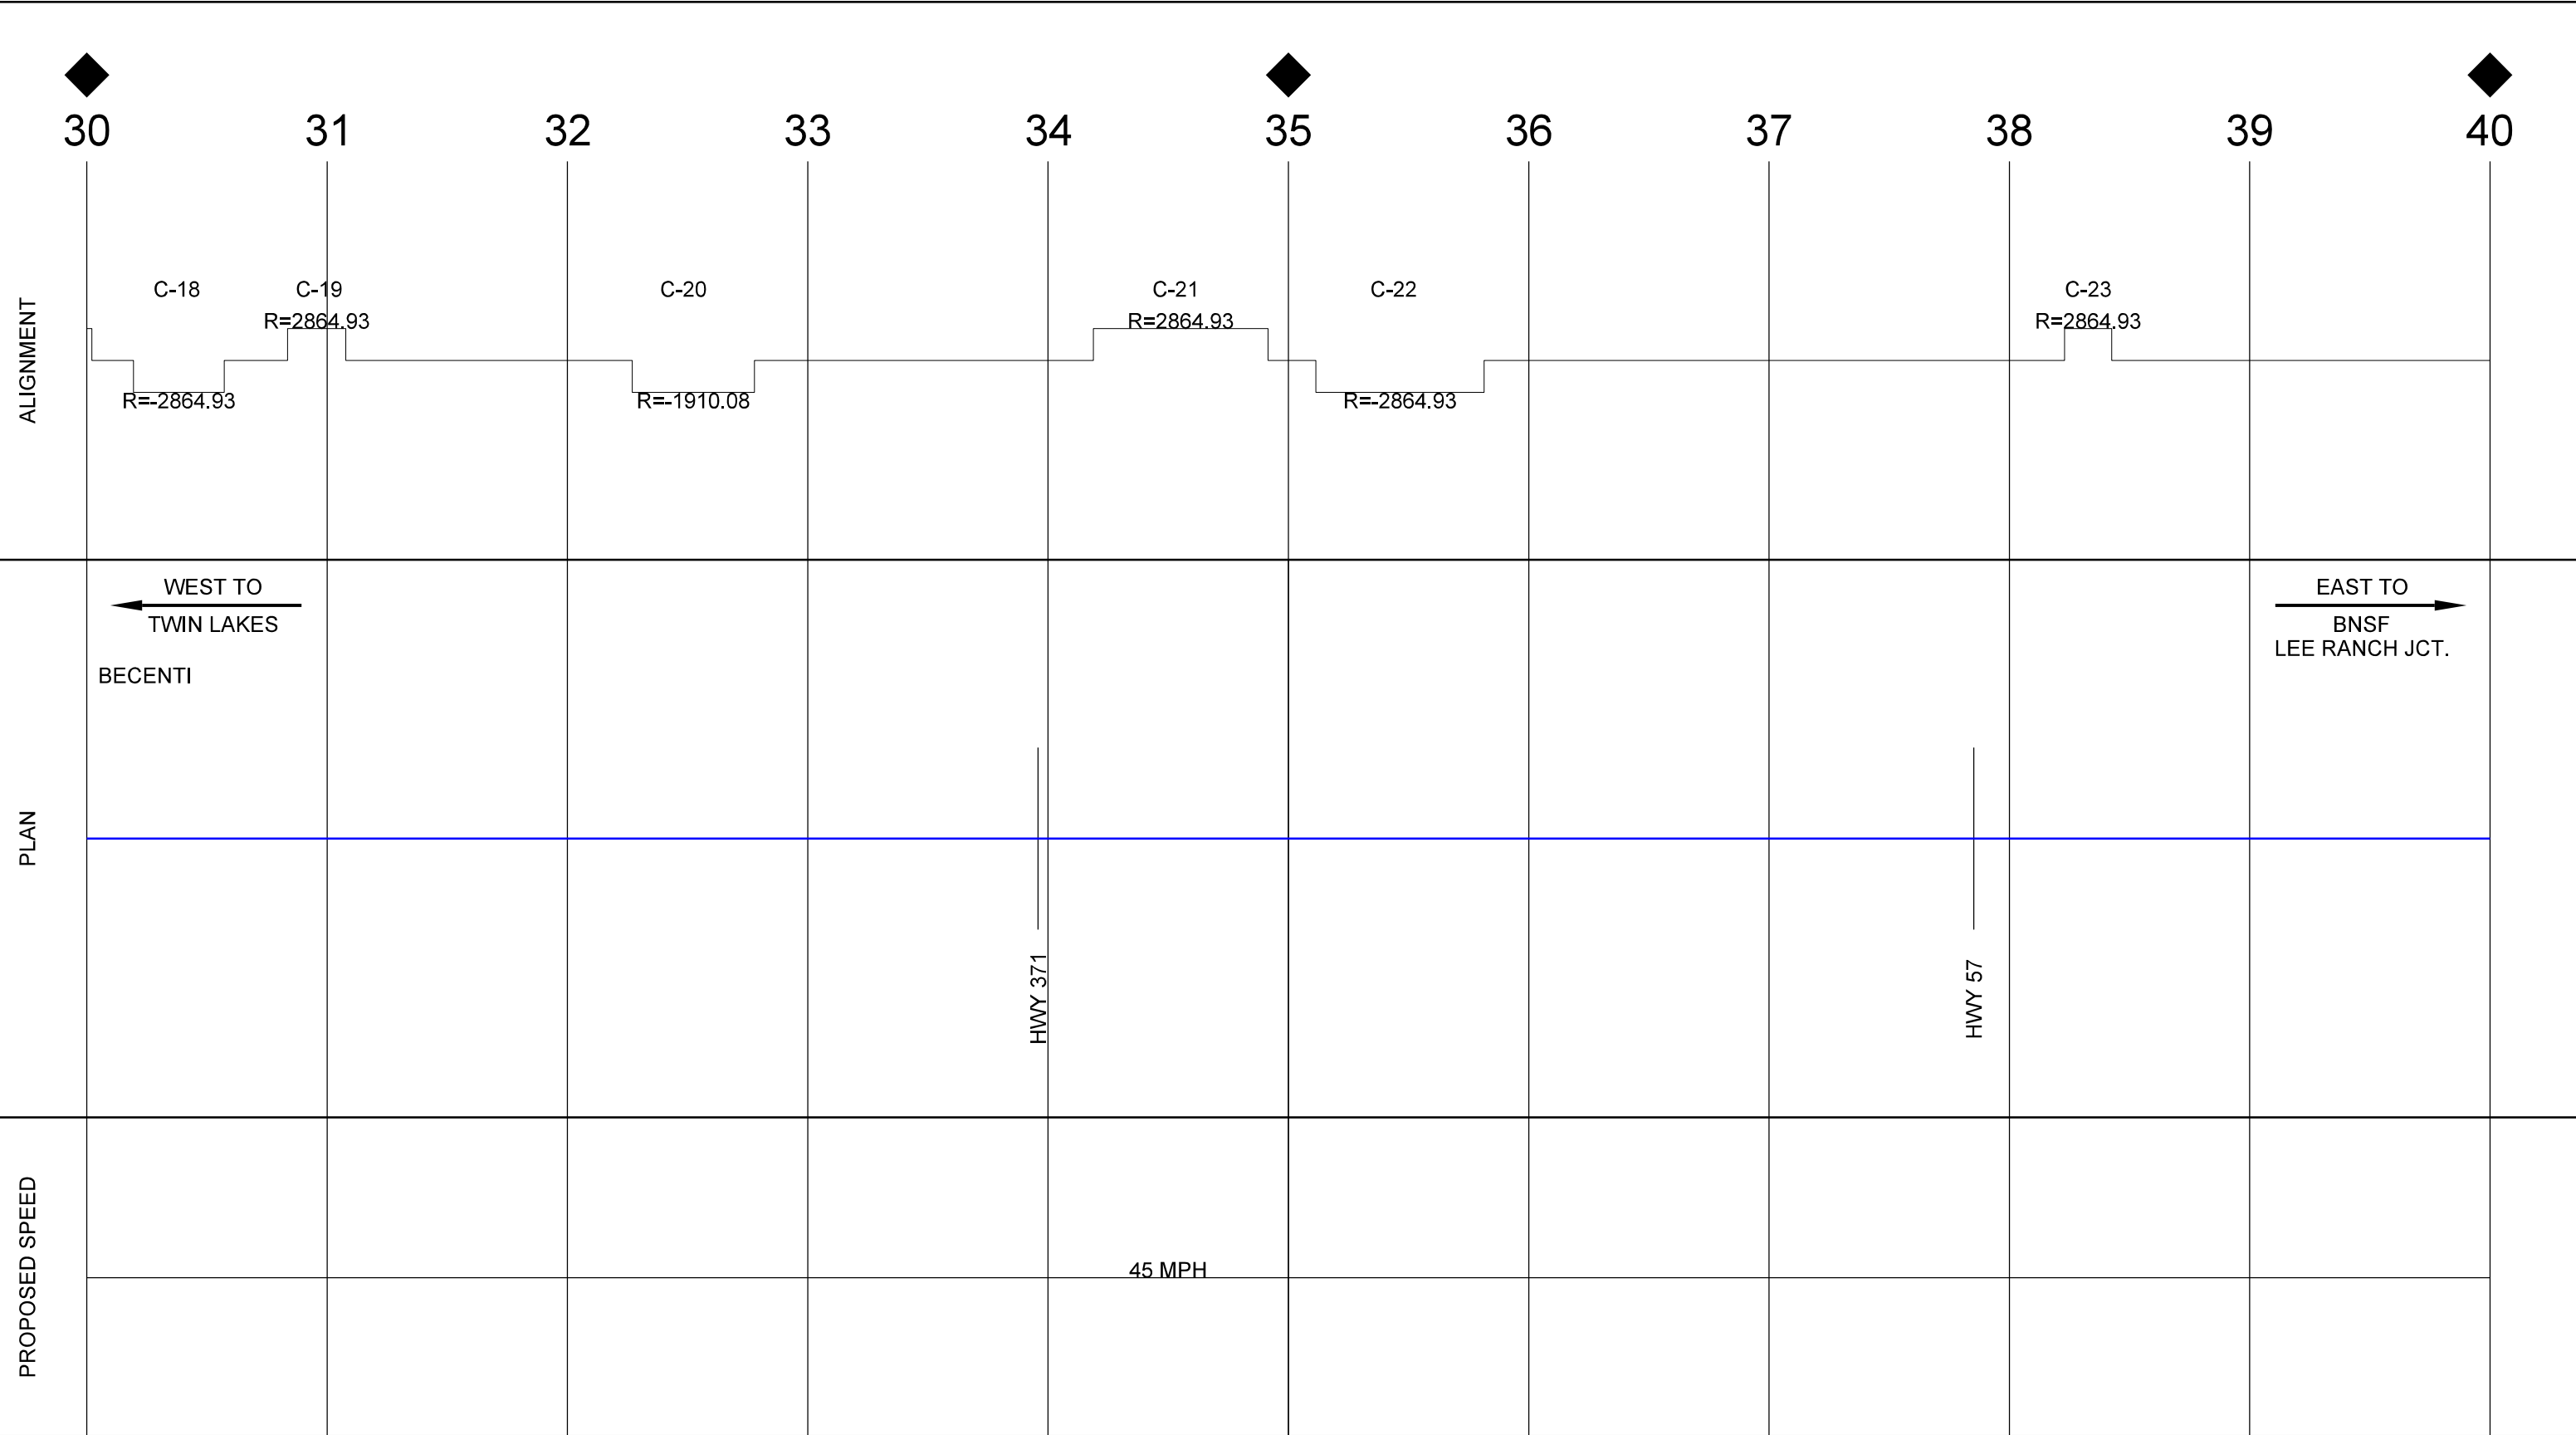 30 31 32 33 34 35 36 37 38 39 40
ALIGNMENT
C-18 C-19 C-20 C-21 C-22 C-23
R=2864.93 R=2864.93 R=2864.93
R=-2864.93 R=-1910.08 R=-2864.93
PLAN
WEST TO
TWIN LAKES
BECENTI
EAST TO
BNSF
LEE RANCH JCT.
HWY 371
HWY 57
PROPOSED SPEED
45 MPH